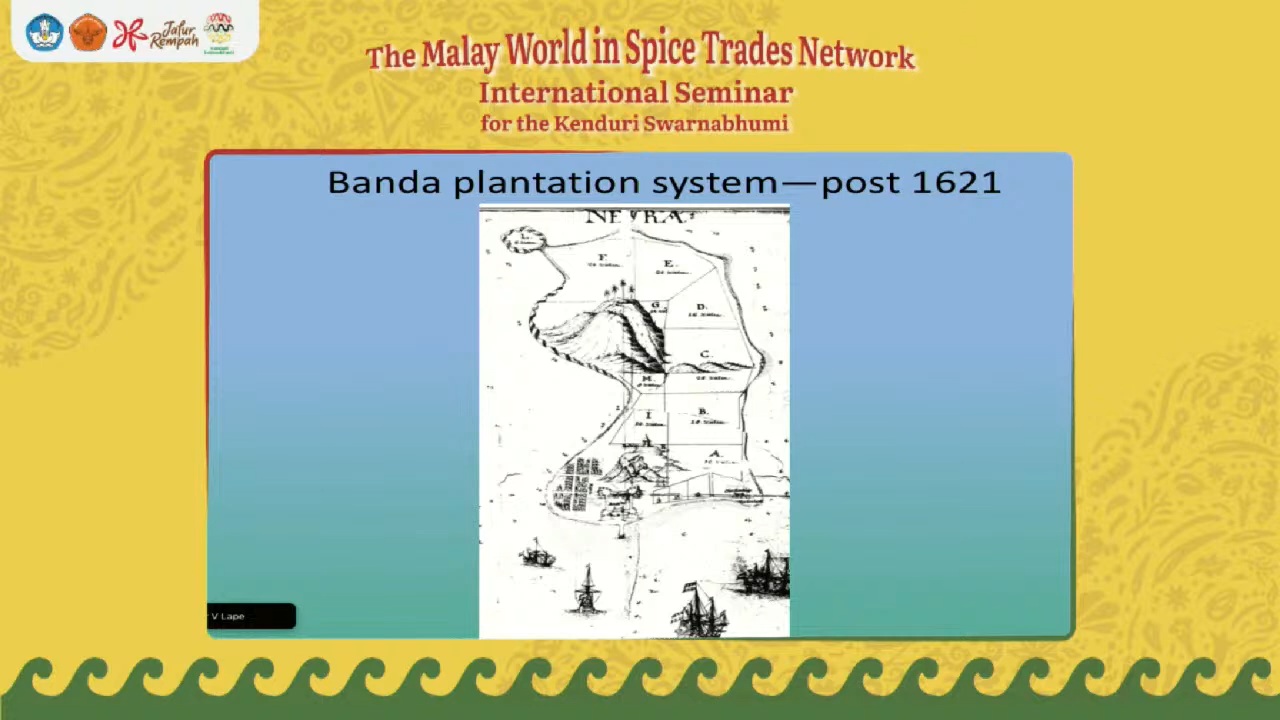 Jalur
Rempah
The Malay World in Spice Trades Network
International Seminar
for the Kenduri Swarnabhumi
Banda plantation system—post 1621
F.
E.
G
D.
C.
I
B.
A.
V Lape